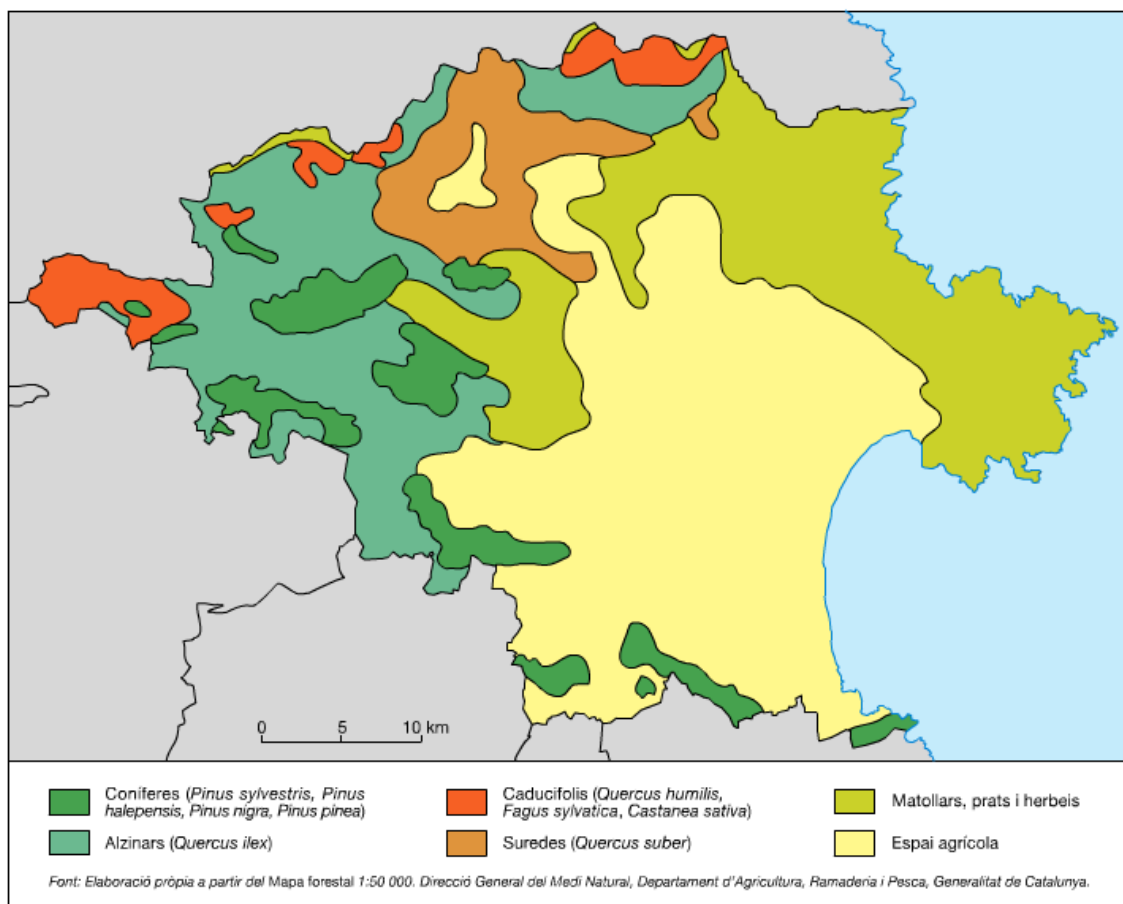 0 5 10 km
Coníferes (Pinus sylvestris, Pinus
halepensis, Pinus nigra, Pinus pinea)
Alzinars (Quercus ilex)
Caducifolis (Quercus humilis,
Fagus sylvatica, Castanea sativa)
Suredes (Quercus suber)
Matollars, prats i herbeis
Espai agrícola
Font: Elaboració pròpia a partir del Mapa forestal 1:50 000. Direcció General del Medi Natural, Departament d'Agricultura, Ramaderia i Pesca, Generalitat de Catalunya.